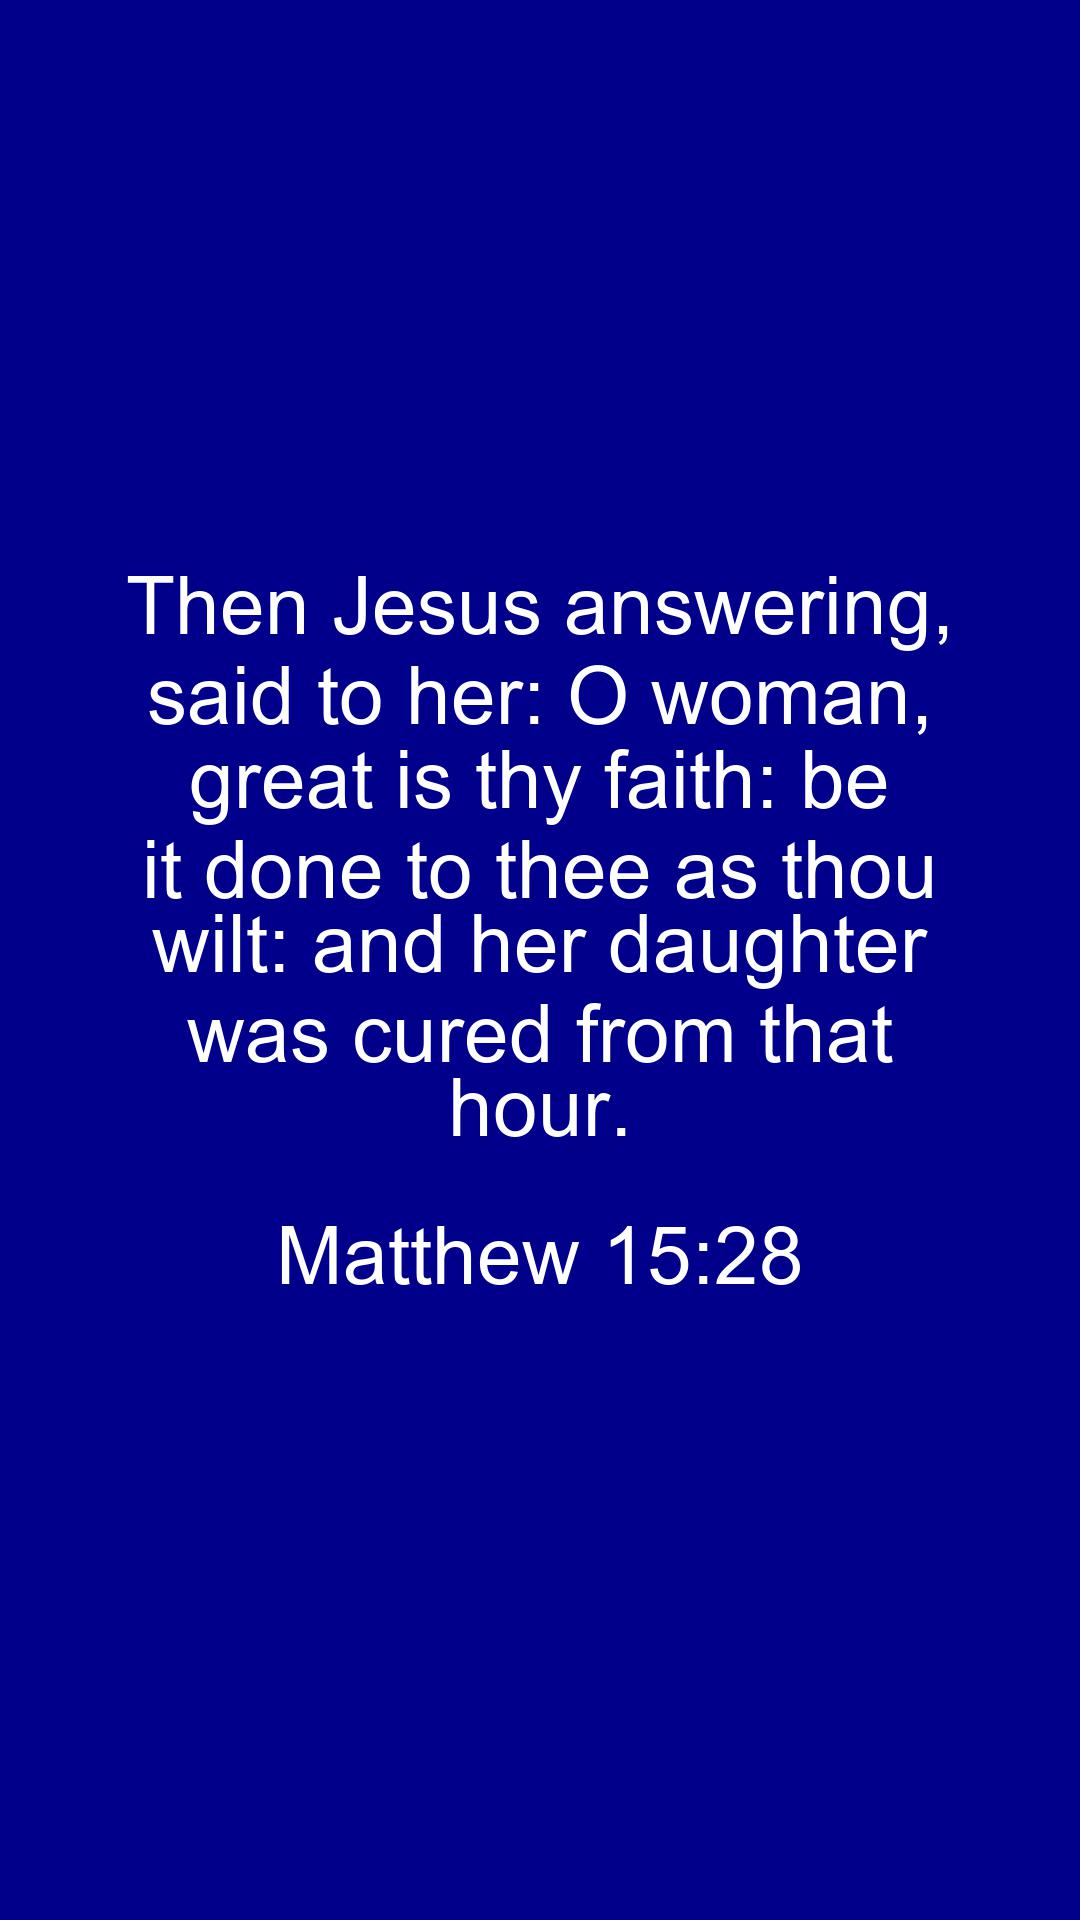 Then Jesus answering,
said to her: O woman,
great is thy faith: be
it done to thee as thou
wilt: and her daughter
was cured from that
hour.
Matthew 15:28